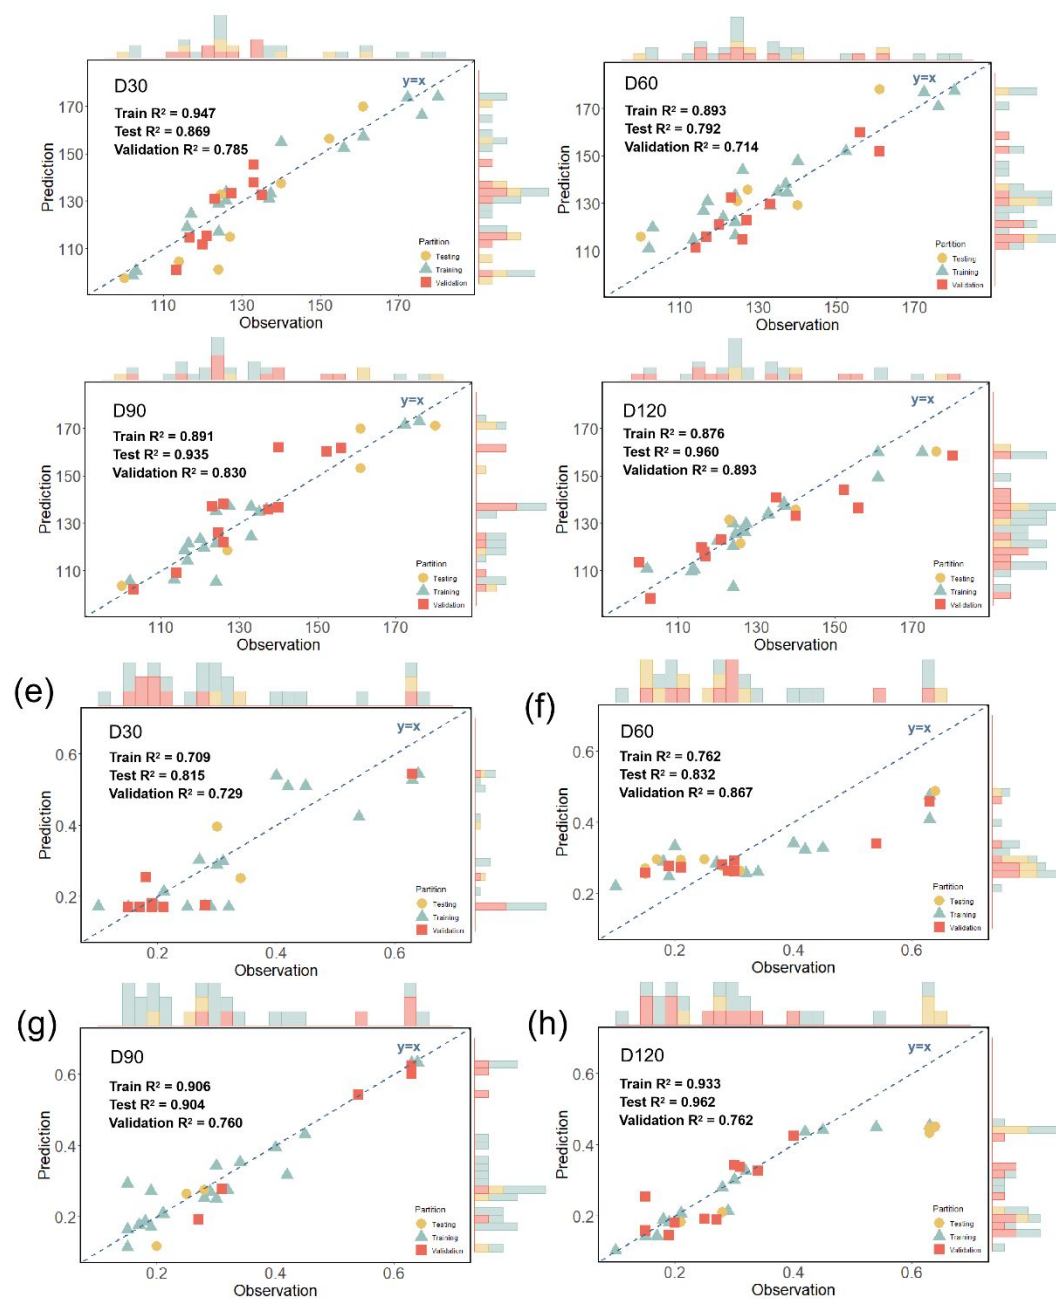 D30
y=x
Train R² = 0.947
Test R² = 0.869
Validation R² = 0.785
170
150
130
110
Prediction
Partition
Testing
Training
Validation
110 130 150 170
Observation
D60
y=x
Train R² = 0.893
Test R² = 0.792
Validation R² = 0.714
170
150
130
110
Prediction
Partition
Testing
Training
Validation
110 130 150 170
Observation
D90
y=x
Train R² = 0.891
Test R² = 0.935
Validation R² = 0.830
170
150
130
110
Prediction
Partition
Testing
Training
Validation
110 130 150 170
Observation
D120
y=x
Train R² = 0.876
Test R² = 0.960
Validation R² = 0.893
170
150
130
110
Prediction
Partition
Testing
Training
Validation
110 130 150 170
Observation
(e)
D30
y=x
Train R² = 0.709
Test R² = 0.815
Validation R² = 0.729
0.6
0.4
0.2
Prediction
Partition
Testing
Training
Validation
0.2 0.4 0.6
Observation
(f)
D60
y=x
Train R² = 0.762
Test R² = 0.832
Validation R² = 0.867
0.6
0.4
0.2
Prediction
Partition
Testing
Training
Validation
0.2 0.4 0.6
Observation
(g)
D90
y=x
Train R² = 0.906
Test R² = 0.904
Validation R² = 0.760
0.6
0.4
0.2
Prediction
Partition
Testing
Training
Validation
0.2 0.4 0.6
Observation
(h)
D120
y=x
Train R² = 0.933
Test R² = 0.962
Validation R² = 0.762
0.6
0.4
0.2
Prediction
Partition
Testing
Training
Validation
0.2 0.4 0.6
Observation